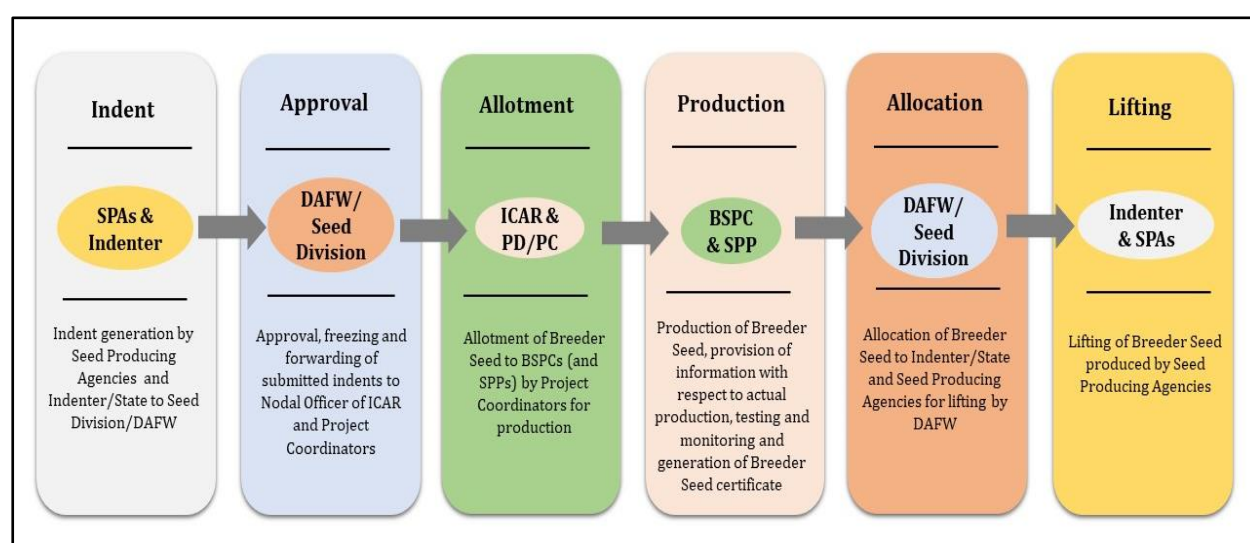 Indent
SPAs &
Indenter
Indent generation by
Seed Producing
Agencies and
Indenter/State to Seed
Division/DAFW
Approval
DAFW/
Seed
Division
Approval, freezing and
forwarding of
submitted indents to
Nodal Officer of ICAR
and Project
Coordinators
Allotment
ICAR &
PD/PC
Allotment of Breeder
Seed to BSPCs (and
SPPs) by Project
Coordinators for
production
Production
BSPC
& SPP
Production of Breeder
Seed, provision of
information with
respect to actual
production, testing and
monitoring and
generation of Breeder
Seed certificate
Allocation
DAFW/
Seed
Division
Allocation of Breeder
Seed to Indenter/State
and Seed Producing
Agencies for lifting by
DAFW
Lifting
Indenter
& SPAs
Lifting of Breeder Seed
produced by Seed
Producing Agencies